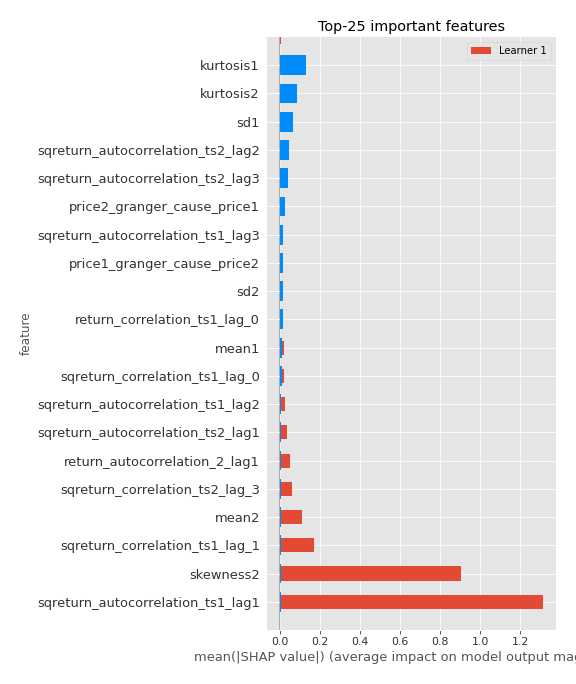 Top-25 important features
Learner 1
kurtosis1
kurtosis2
sd1
sqreturn_autocorrelation_ts2_lag2
sqreturn_autocorrelation_ts2_lag3
price2_granger_cause_price1
sqreturn_autocorrelation_ts1_lag3
price1_granger_cause_price2
sd2
return_correlation_ts1_lag_0
mean1
sqreturn_correlation_ts1_lag_0
sqreturn_autocorrelation_ts1_lag2
sqreturn_autocorrelation_ts2_lag1
return_autocorrelation_2_lag1
sqreturn_correlation_ts2_lag_3
mean2
sqreturn_correlation_ts1_lag_1
skewness2
sqreturn_autocorrelation_ts1_lag1
feature
0.0 0.2 0.4 0.6 0.8 1.0 1.2
mean(|SHAP value|) (average impact on model output mag